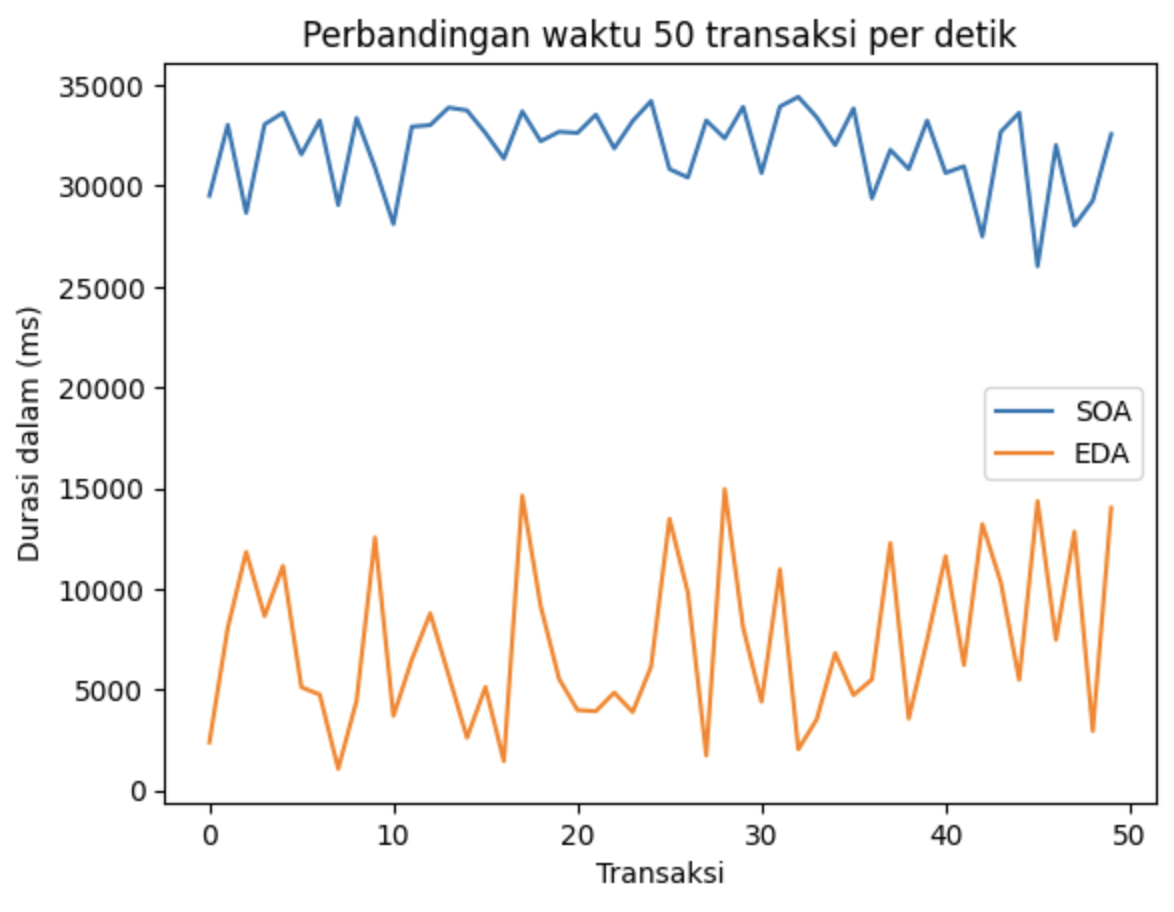 Perbandingan waktu 50 transaksi per detik
Durasi dalam (ms)
35000
30000
25000
20000
15000
10000
5000
0
SOA
EDA
0 10 20 30 40 50
Transaksi